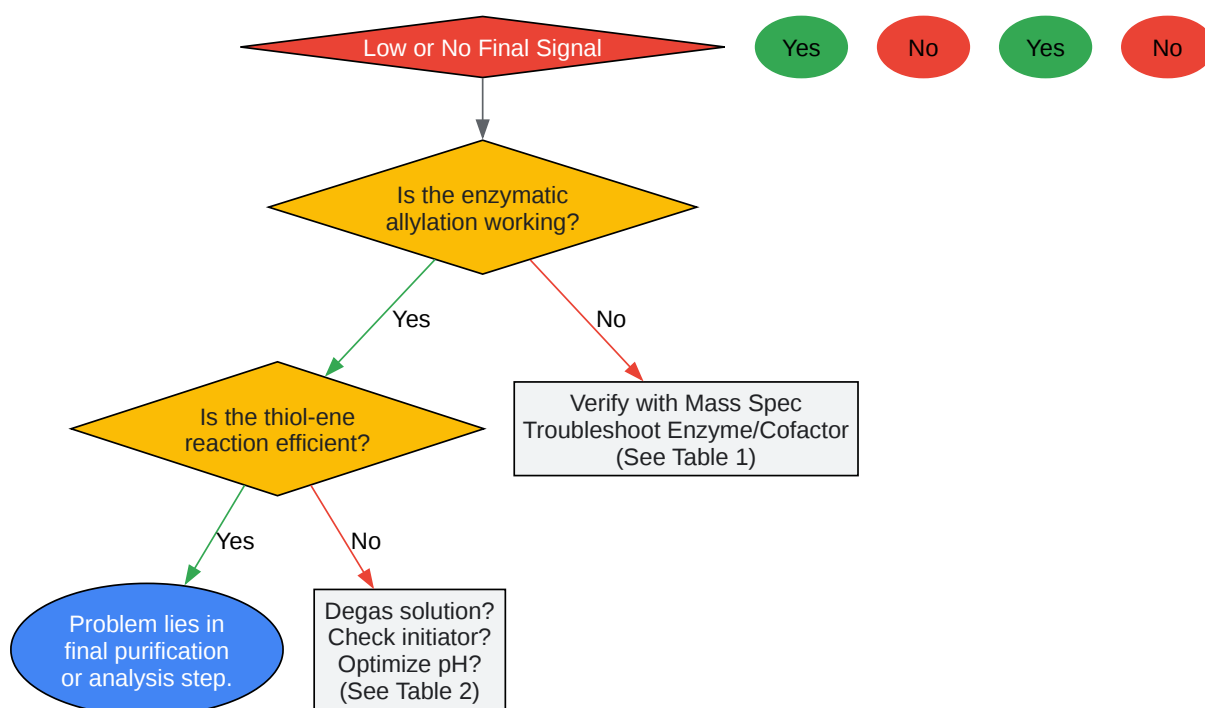 Low or No Final Signal
Yes
No
Yes
No
Is the enzymatic
allylation working?
Yes
No
Is the thiol-ene
reaction efficient?
Verify with Mass Spec
Troubleshoot Enzyme/Cofactor
(See Table 1)
Yes
No
Problem lies in
final purification
or analysis step.
Degas solution?
Check initiator?
Optimize pH?
(See Table 2)